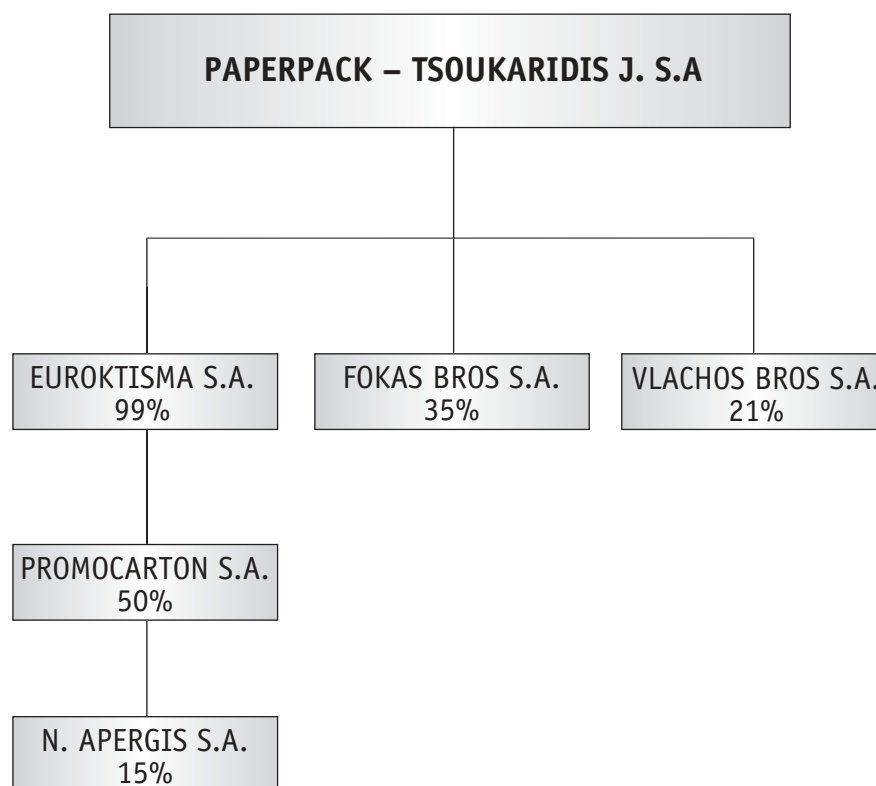 PAPERPACK – TSOUKARIDIS J. S.A
EUROKTISMA S.A.
99%
FOKAS BROS S.A.
35%
VLACHOS BROS S.A.
21%
PROMOCARTON S.A.
50%
N. APERGIS S.A.
15%